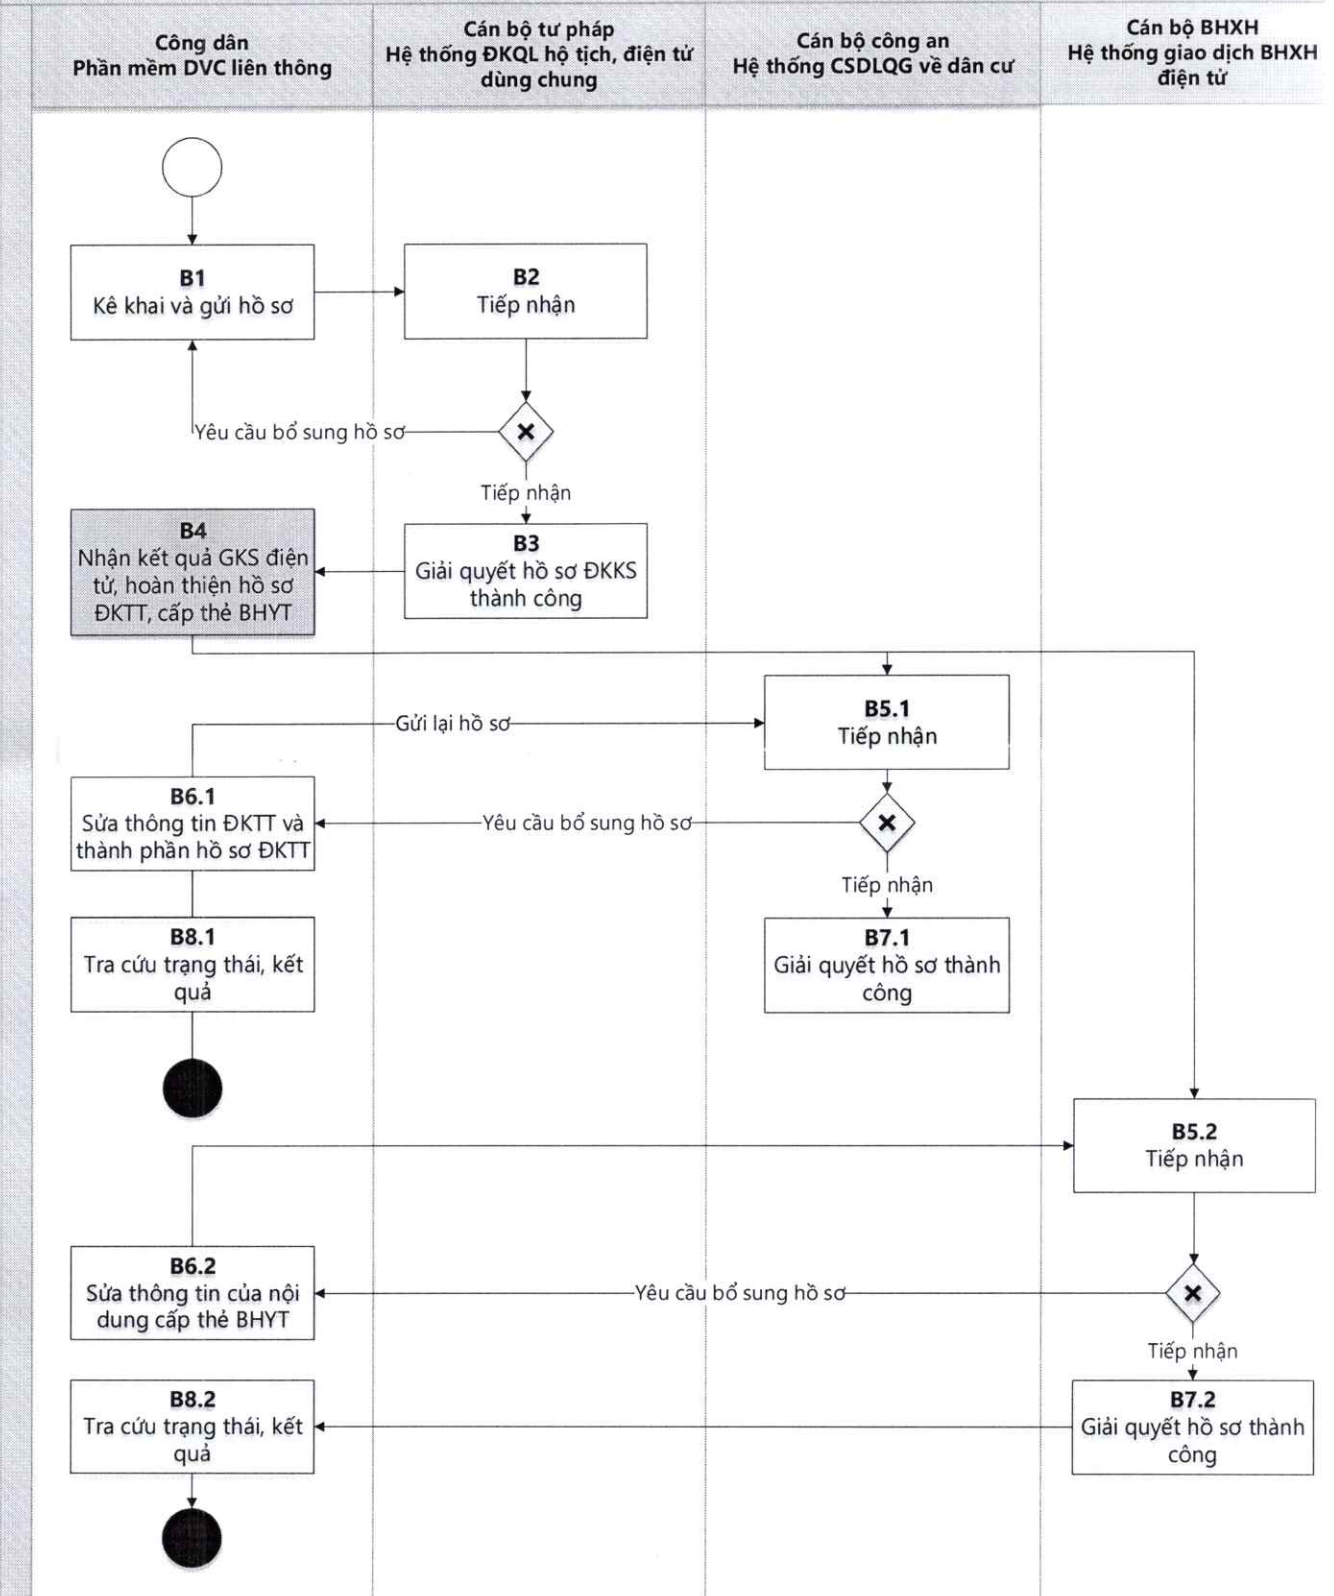 Công dân
Phần mềm DVC liên thông
Cán bộ tư pháp
Hệ thống ĐKQL hộ tịch, điện tử
dùng chung
Cán bộ công an
Hệ thống CSDLQG về dân cư
Cán bộ BHXH
Hệ thống giao dịch BHXH
điện tử
B1
Kê khai và gửi hồ sơ
B2
Tiếp nhận
Yêu cầu bổ sung hồ sơ
Tiếp nhận
B3
Giải quyết hồ sơ ĐKKS
thành công
B4
Nhận kết quả GKS điện
tử, hoàn thiện hồ sơ
ĐKTT, cấp thẻ BHYT
B5.1
Tiếp nhận
Gửi lại hồ sơ
B6.1
Sửa thông tin ĐKTT và
thành phần hồ sơ ĐKTT
Yêu cầu bổ sung hồ sơ
Tiếp nhận
B8.1
Tra cứu trạng thái, kết
quả
B7.1
Giải quyết hồ sơ thành
công
B5.2
Tiếp nhận
B6.2
Sửa thông tin của nội
dung cấp thẻ BHYT
Yêu cầu bổ sung hồ sơ
Tiếp nhận
B8.2
Tra cứu trạng thái, kết
quả
B7.2
Giải quyết hồ sơ thành
công